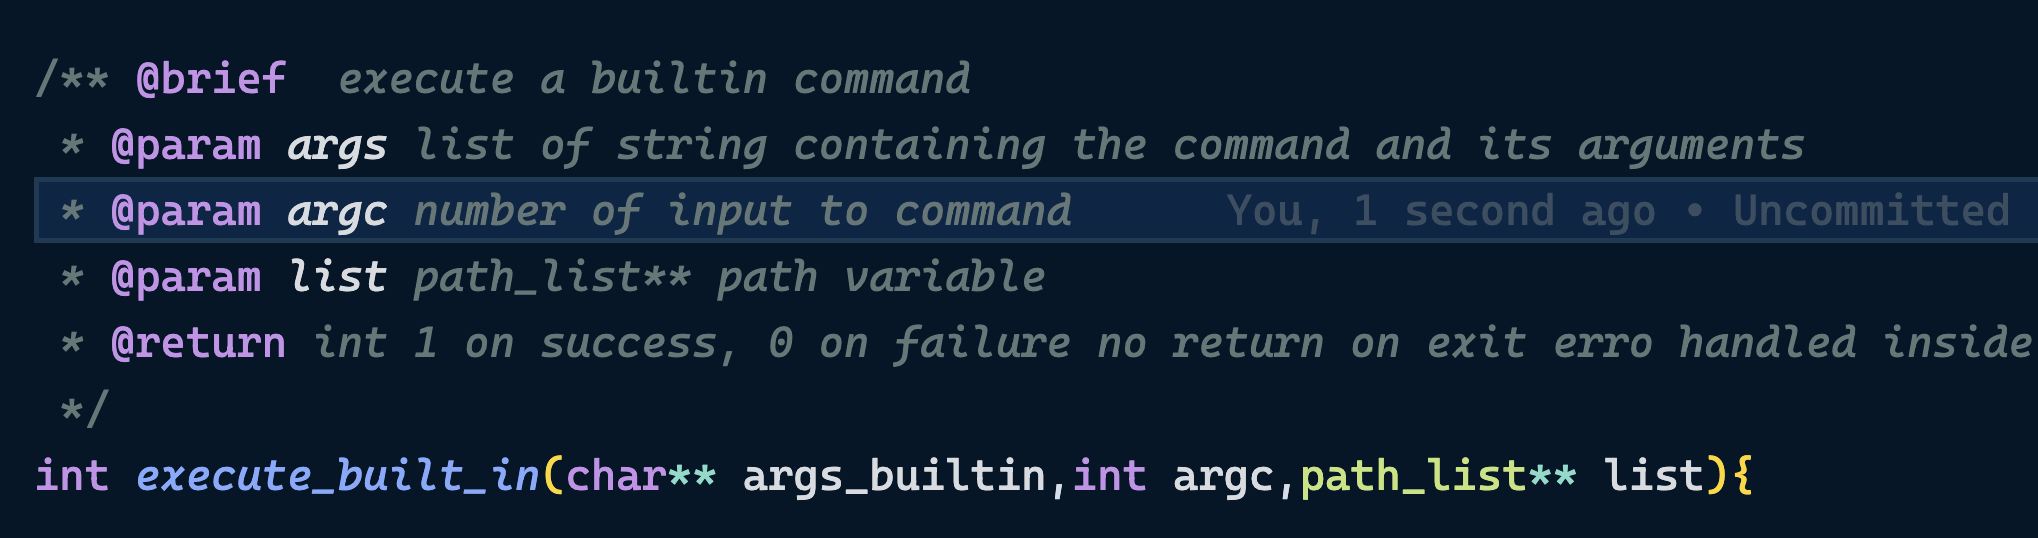 /** @brief  execute a builtin command
 * @param args list of string containing the command and its arguments
 * @param argc number of input to command      You, 1 second ago • Uncommitted
 * @param list path_list** path variable
 * @return int 1 on success, 0 on failure no return on exit erro handled inside
 */
int execute_built_in(char** args_builtin,int argc,path_list** list){